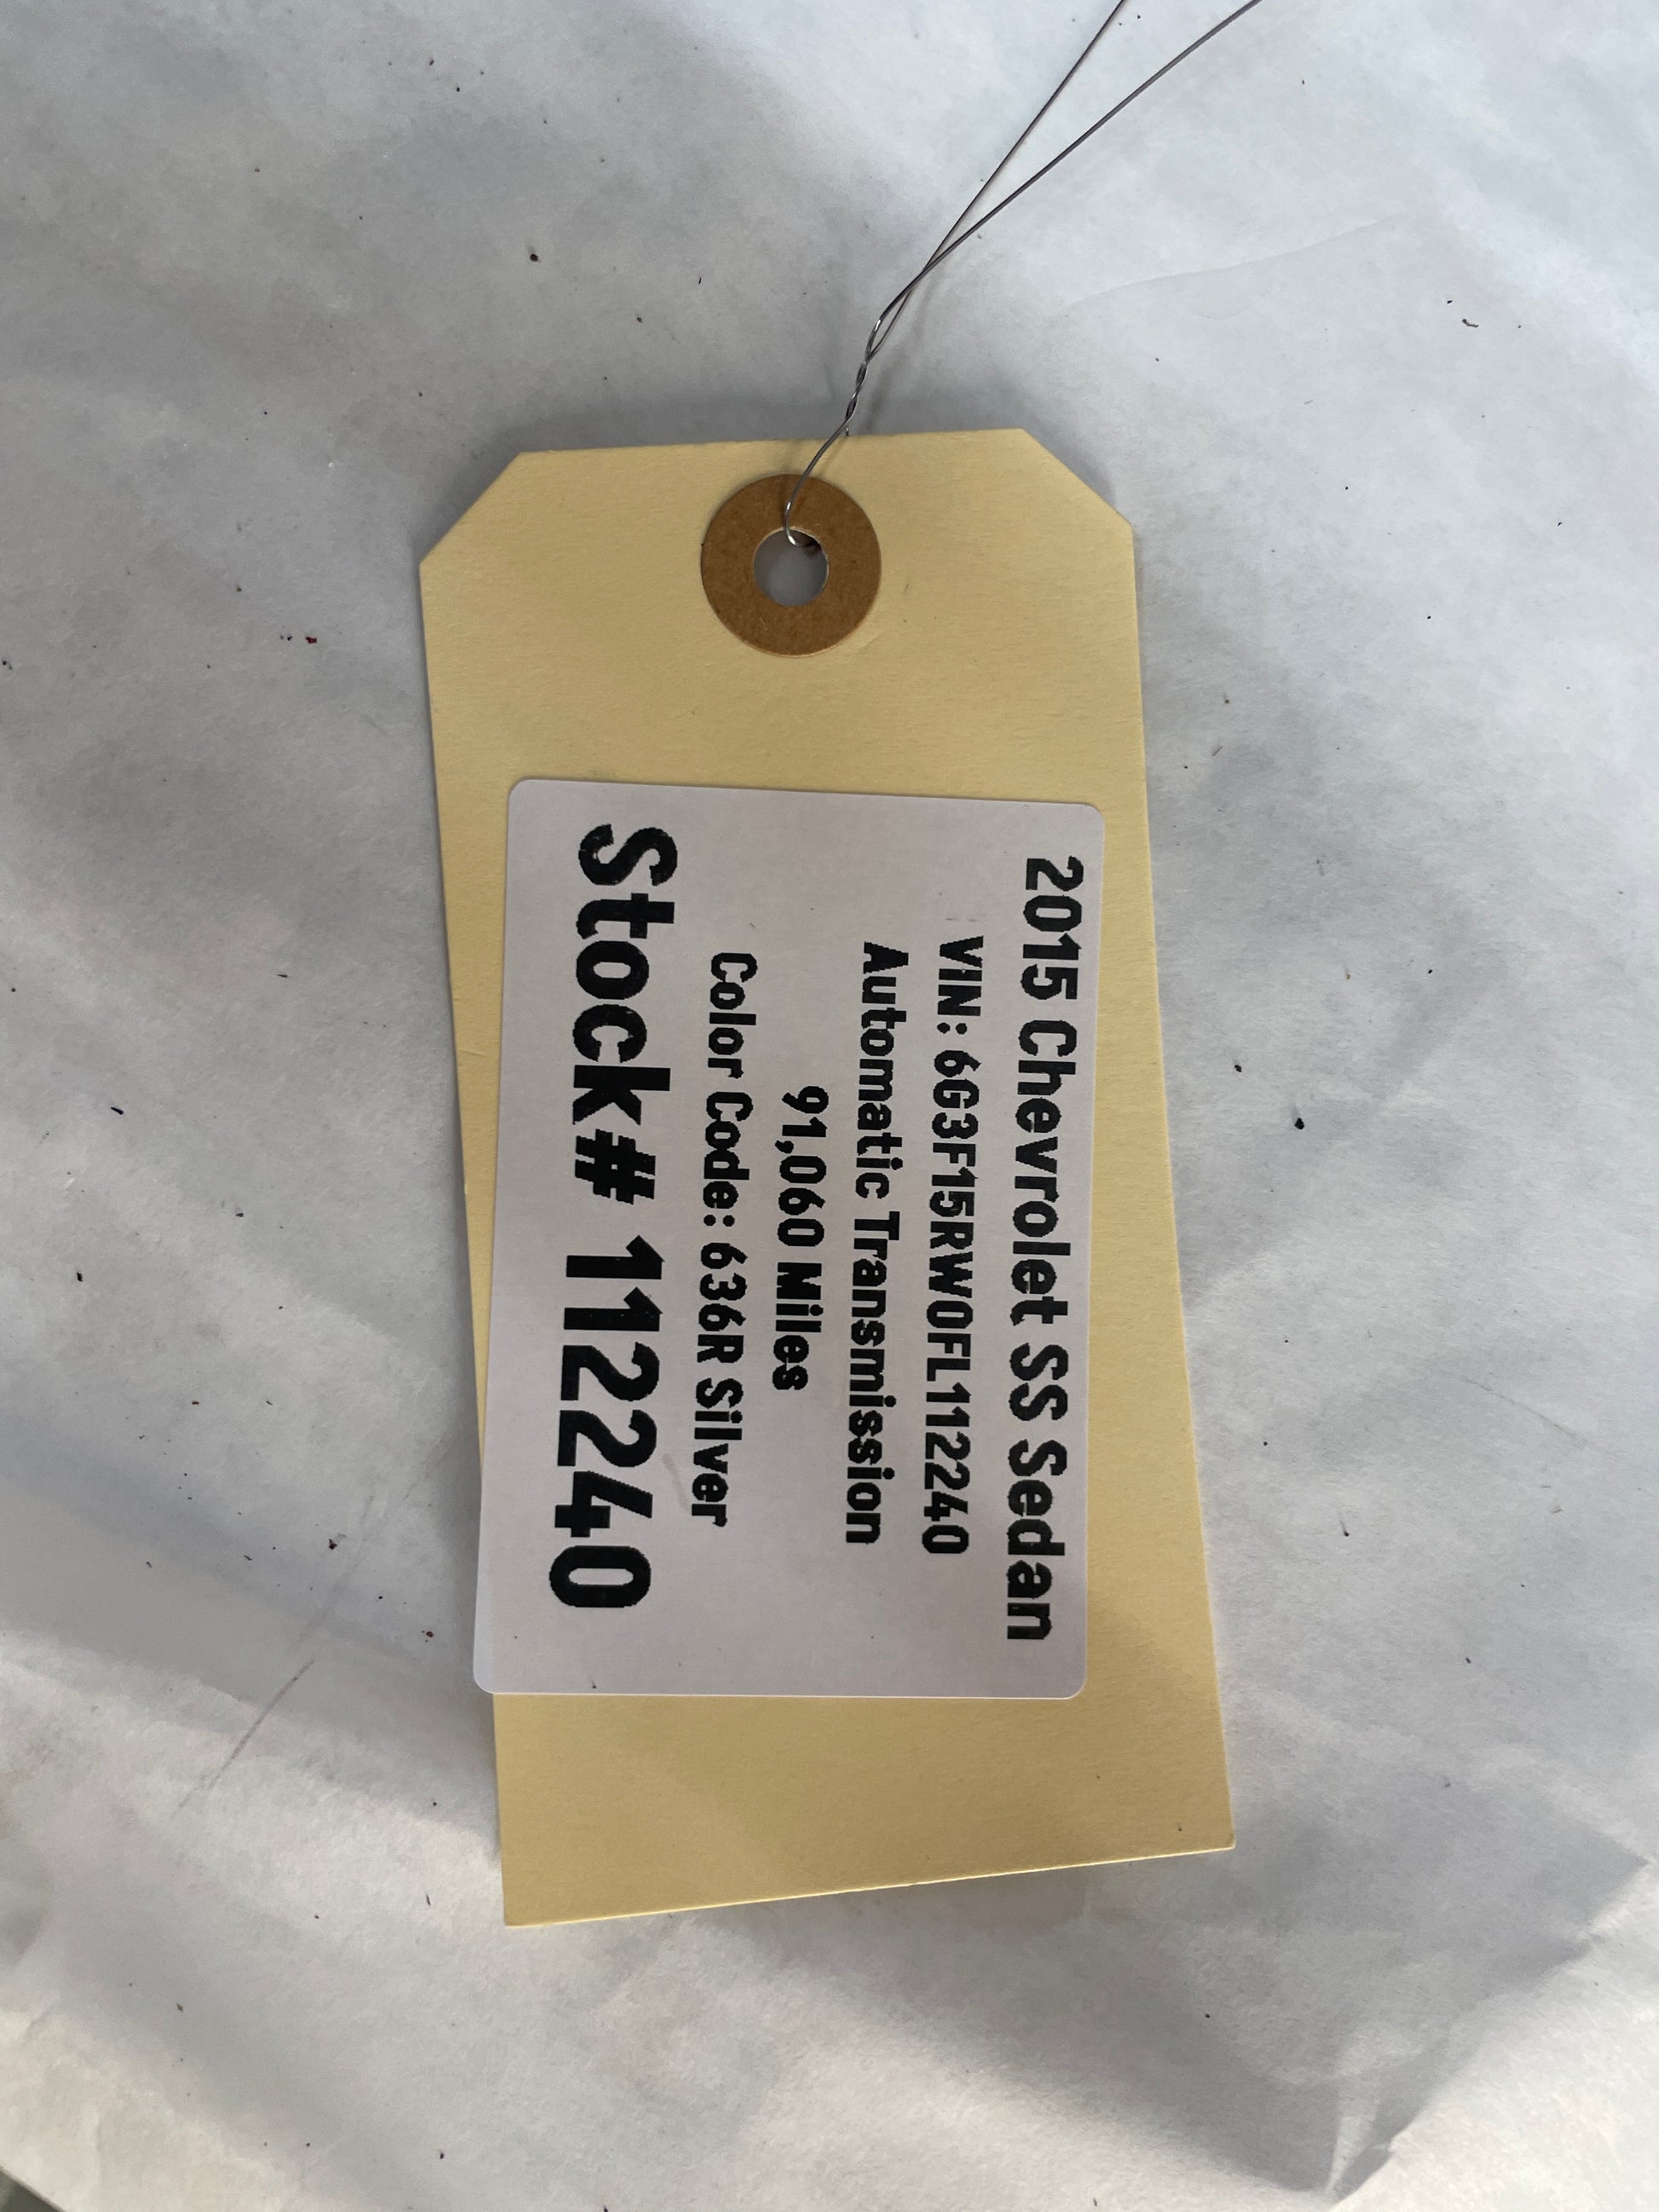 2015 Chevrolet SS Sedan
VIN: 6G3F15RW0FL112240
Automatic Transmission
91,060 Miles
Color Code: 636R Silver
Stock# 112240